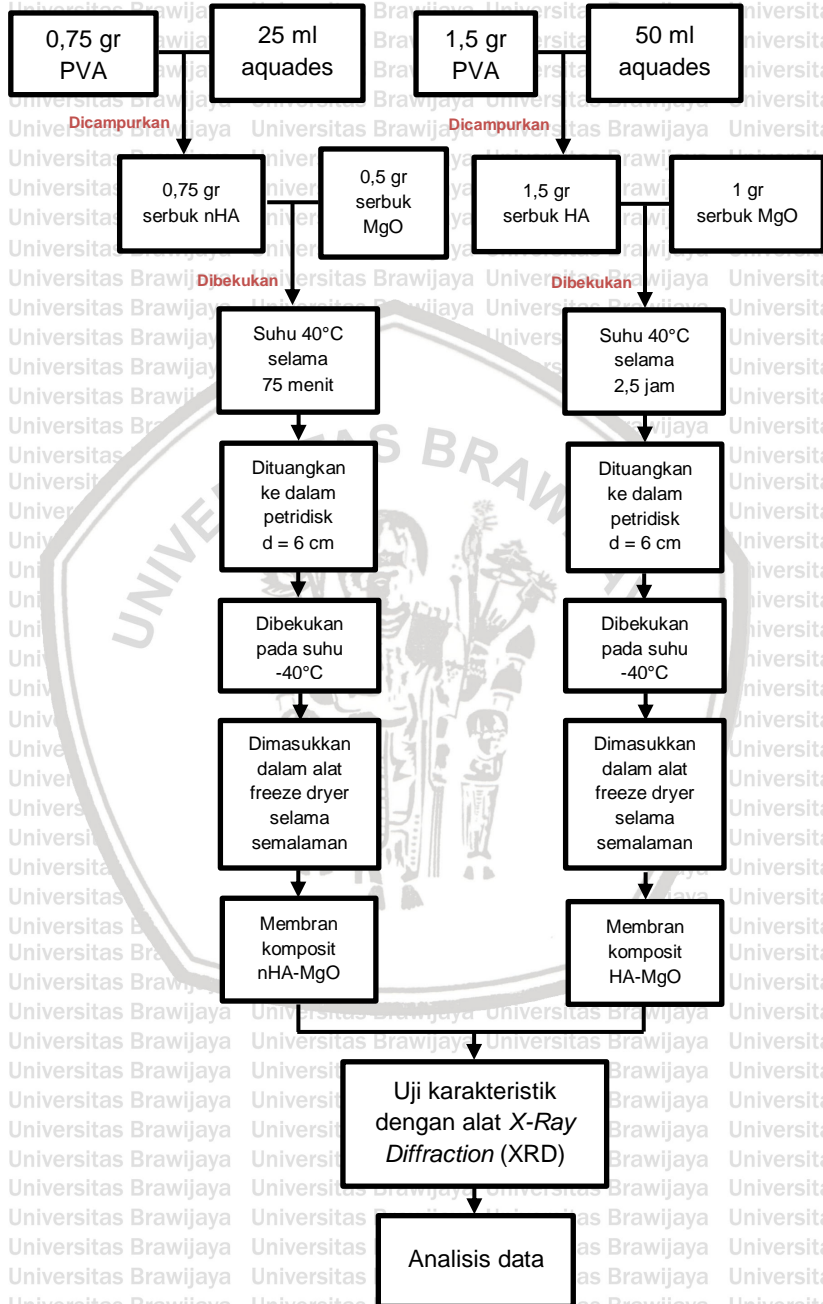 0,75 gr
PVA
25 ml
aquades
1,5 gr
PVA
50 ml
aquades
Dicampurkan
Dicampurkan
0,75 gr
serbuk nHA
0,5 gr
serbuk
MgO
1,5 gr
serbuk HA
1 gr
serbuk MgO
Dibekukan
Dibekukan
Suhu 40°C
selama
75 menit
Suhu 40°C
selama
2,5 jam
Dituangkan
ke dalam
petridisk
d = 6 cm
Dituangkan
ke dalam
petridisk
d = 6 cm
Dibekukan
pada suhu
-40°C
Dibekukan
pada suhu
-40°C
Dimasukkan
dalam alat
freeze dryer
selama
semalaman
Dimasukkan
dalam alat
freeze dryer
selama
semalaman
Membran
komposit
nHA-MgO
Membran
komposit
HA-MgO
Uji karakteristik
dengan alat X-Ray
Diffraction (XRD)
Analisis data